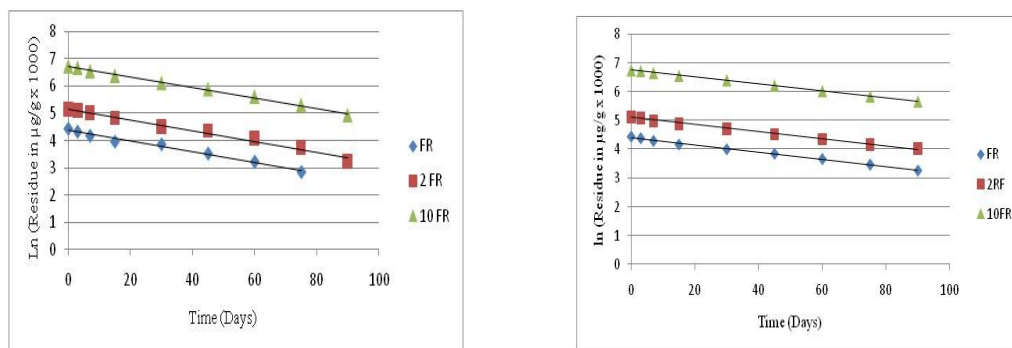 Ln (Residue in µg/g x 1000)
8
7
6
5
4
3
2
1
0
0 20 40 60 80 100
Time (Days)
FR
2 FR
10 FR
ln (Residue in µg/g x 1000)
8
7
6
5
4
3
2
1
0
0 20 40 60 80 100
Time (Days)
FR
2RF
10FR